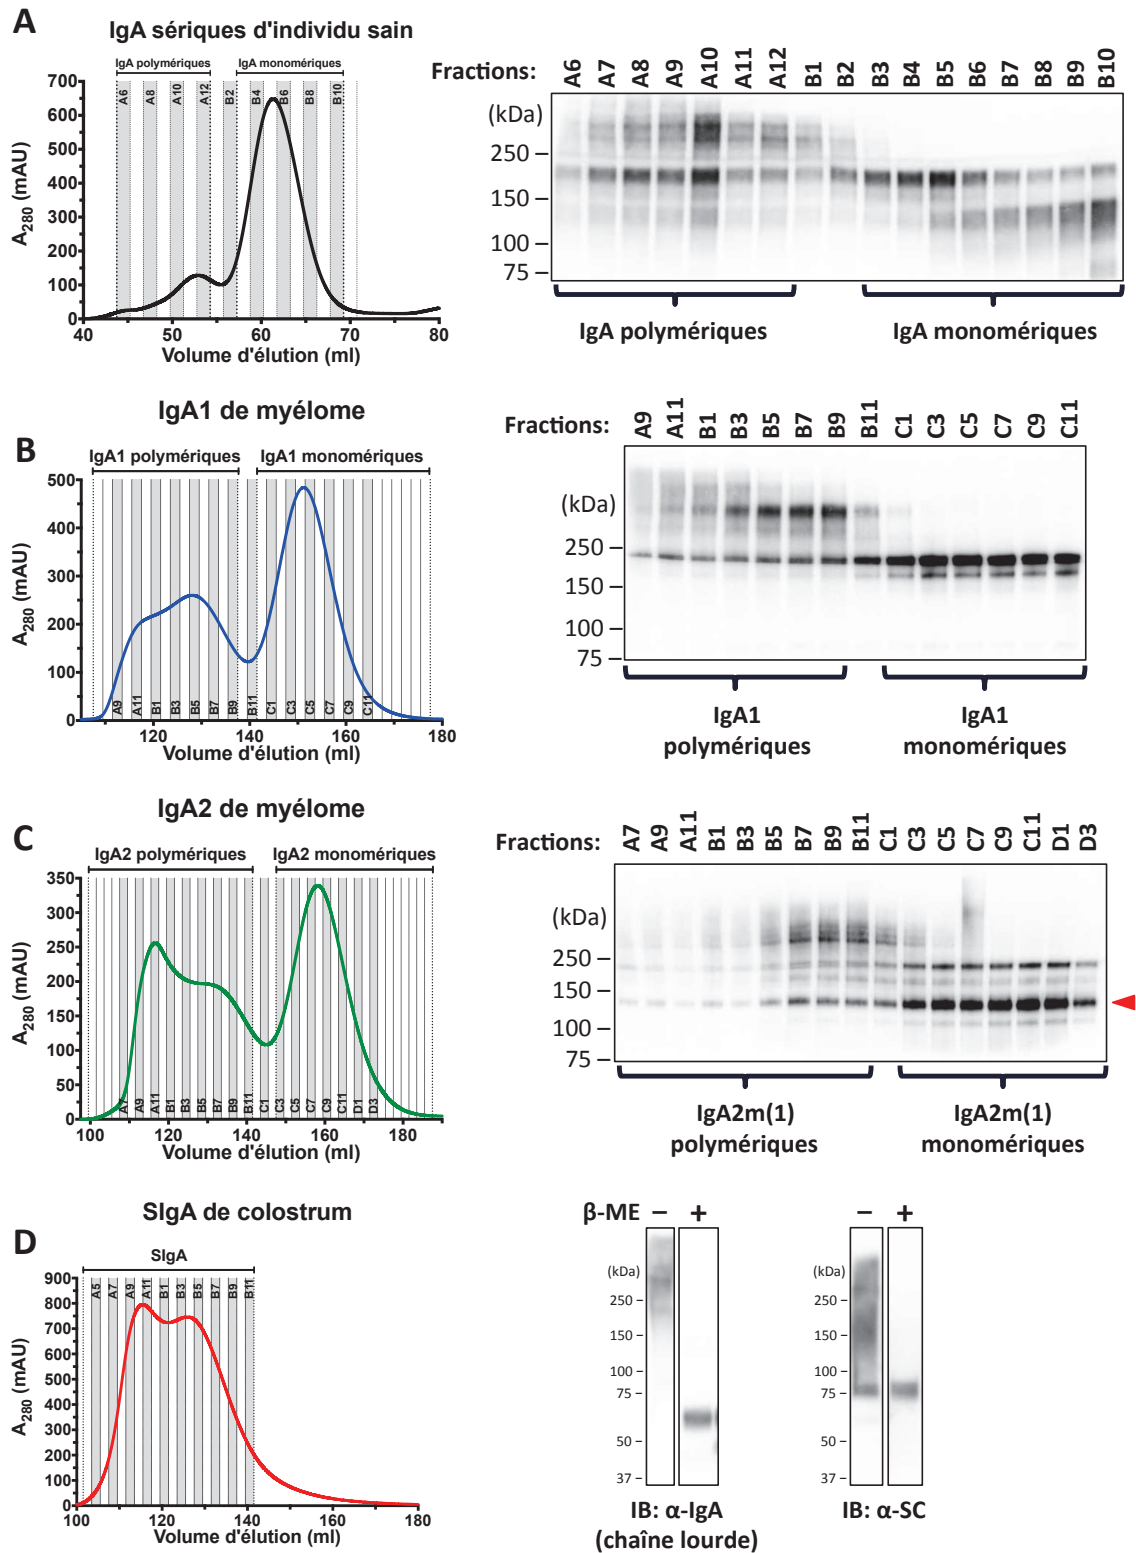 A
IgA sériques d'individu sain
IgA polymériques
IgA monomériques
A6 A8 A10 A12 B2 B4 B6 B8 B10
700
600
500
400
300
200
100
0
A280 (mAU)
40 50 60 70 80
Volume d'élution (ml)
Fractions: A6 A7 A8 A9 A10 A11 A12 B1 B2 B3 B4 B5 B6 B7 B8 B9 B10
(kDa)
250
150
100
75
IgA polymériques
IgA monomériques
B
IgA1 de myélome
IgA1 polymériques
IgA1 monomériques
500
400
300
200
100
0
A280 (mAU)
A9 A11 B1 B3 B5 B7 B9 B11 C1 C3 C5 C7 C9 C11
120 140 160 180
Volume d'élution (ml)
Fractions: A9 A11 B1 B3 B5 B7 B9 B11 C1 C3 C5 C7 C9 C11
(kDa)
250
150
100
75
IgA1
polymériques
IgA1
monomériques
C
IgA2 de myélome
IgA2 polymériques
IgA2 monomériques
350
300
250
200
150
100
50
0
A280 (mAU)
A7 A9 A11 B1 B3 B5 B7 B9 B11 C1 C3 C5 C7 C9 C11 D1 D3
100 120 140 160 180
Volume d'élution (ml)
Fractions: A7 A9 A11 B1 B3 B5 B7 B9 B11 C1 C3 C5 C7 C9 C11 D1 D3
(kDa)
250
150
100
75
IgA2m(1)
polymériques
IgA2m(1)
monomériques
D
SIgA de colostrum
SIgA
A5 A7 A9 A11 B1 B3 B5 B7 B9 B11
900
800
700
600
500
400
300
200
100
0
A280 (mAU)
100 120 140 160 180
Volume d'élution (ml)
β-ME − +
(kDa)
250
150
100
75
50
37
IB: α-IgA
(chaîne lourde)
− +
(kDa)
250
150
100
75
50
37
IB: α-SC